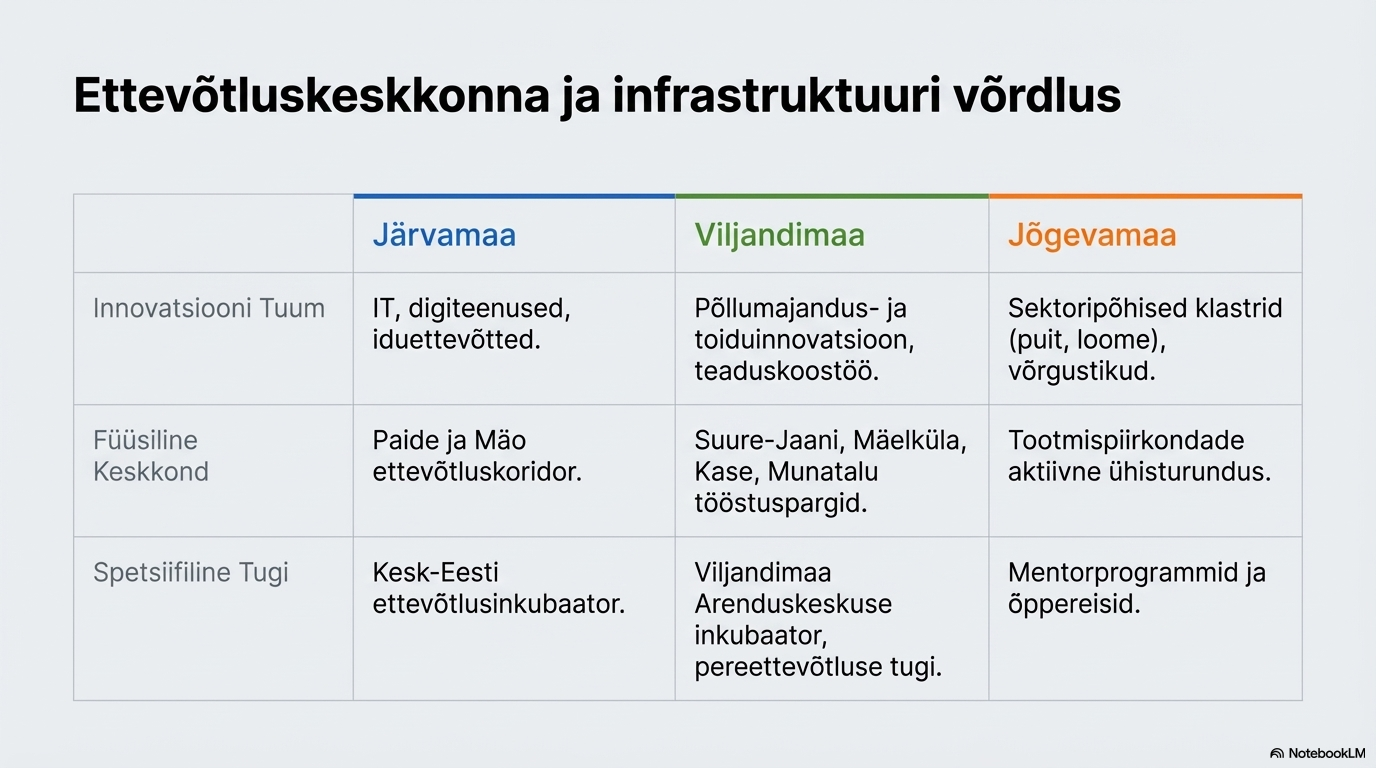 Ettevõtluskeskkonna ja infrastruktuuri võrdlus
Järvamaa
Viljandimaa
Jõgevamaa
Innovatsiooni Tuum
IT, digiteenused,
iduettevõtted.
Põllumajandus- ja
toiduinnovatsioon,
teaduskoostöö.
Sektoripõhised klastrid
(puit, loome),
võrgustikud.
Füüsiline
Keskkond
Paide ja Mäo
ettevõtluskoridor.
Suure-Jaani, Mäelküla,
Kase, Munatalu
tööstuspargid.
Tootmispiirkondade
aktiivne ühisturundus.
Spetsiifiline Tugi
Kesk-Eesti
ettevõtlusinkubaator.
Viljandimaa
Arenduskeskuse
inkubaator,
pereettevõtluse tugi.
Mentorprogrammid ja
õppereisid.
NotebookLM